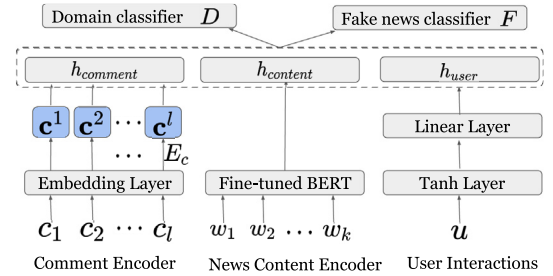 Domain classifier D Fake news classifier F
h_comment h_content h_user
c^1 c^2 ... c^l Linear Layer
... E_c
Embedding Layer Fine-tuned BERT Tanh Layer
c_1 c_2 ... c_l w_1 w_2 ... w_k u
Comment Encoder News Content Encoder User Interactions